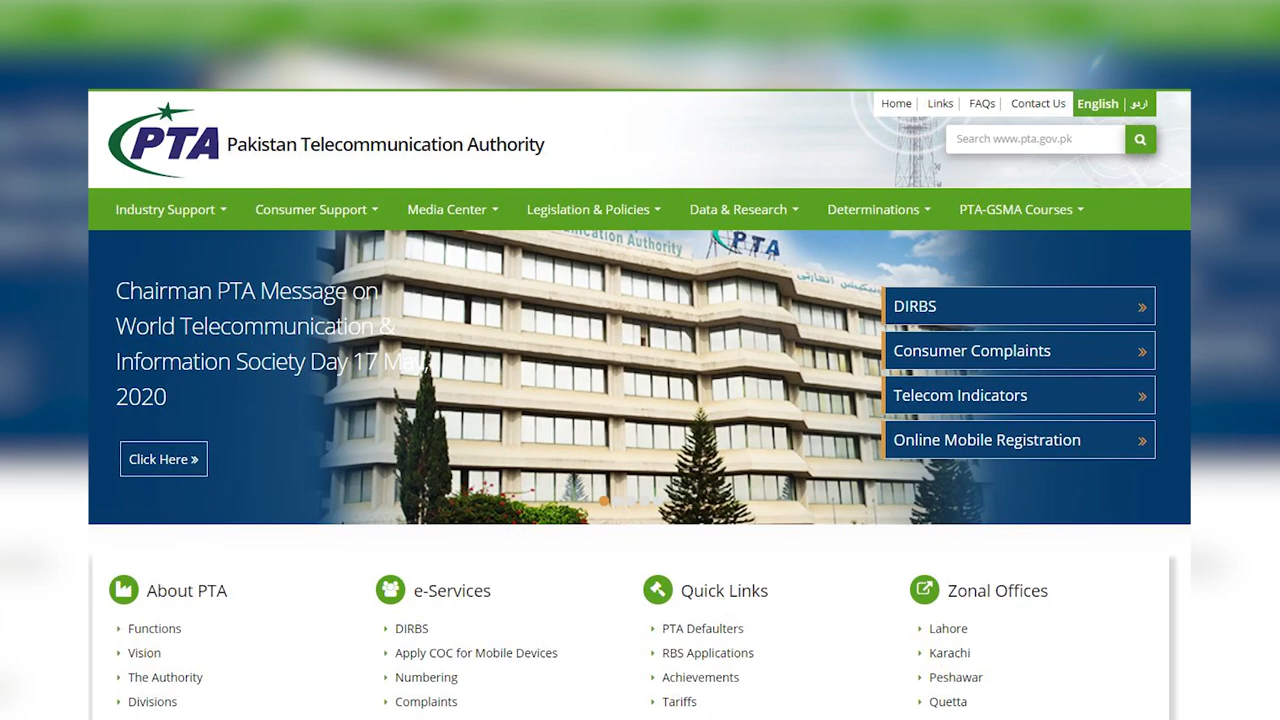 Home
Links
FAQs
Contact Us
English | اردو
PTA
Pakistan Telecommunication Authority
Search www.pta.gov.pk
Industry Support
Consumer Support
Media Center
Legislation & Policies
Data & Research
Determinations
PTA-GSMA Courses
Authority
PTA
Chairman PTA Message on
World Telecommunication &
Information Society Day 17 May,
2020
Click Here »
DIRBS »
Consumer Complaints »
Telecom Indicators »
Online Mobile Registration »
About PTA
Functions
Vision
The Authority
Divisions
e-Services
DIRBS
Apply COC for Mobile Devices
Numbering
Complaints
Quick Links
PTA Defaulters
RBS Applications
Achievements
Tariffs
Zonal Offices
Lahore
Karachi
Peshawar
Quetta